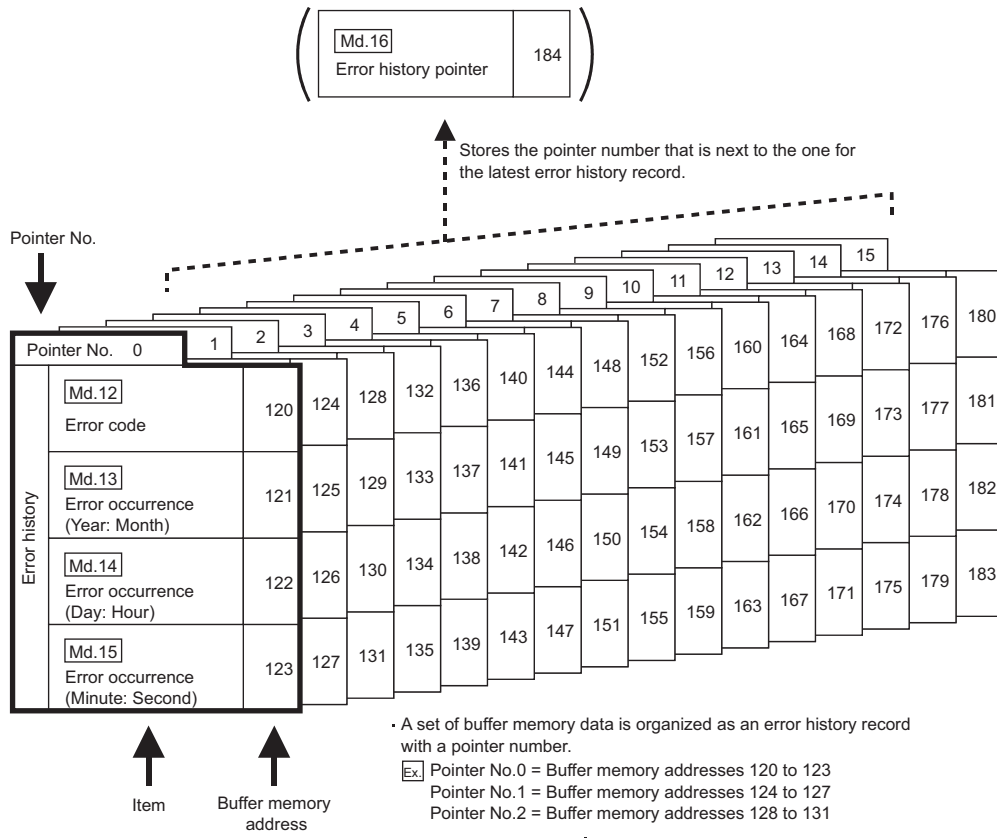 Md.16
Error history pointer
184
Stores the pointer number that is next to the one for
the latest error history record.
Pointer No.
Pointer No. 0
1
2
3
4
5
6
7
8
9
10
11
12
13
14
15
Error history
Md.12
Error code
120 124 128 132 136 140 144 148 152 156 160 164 168 172 176 180
Md.13
Error occurrence
(Year: Month)
121 125 129 133 137 141 145 149 153 157 161 165 169 173 177 181
Md.14
Error occurrence
(Day: Hour)
122 126 130 134 138 142 146 150 154 158 162 166 170 174 178 182
Md.15
Error occurrence
(Minute: Second)
123 127 131 135 139 143 147 151 155 159 163 167 171 175 179 183
Item
Buffer memory
address
· A set of buffer memory data is organized as an error history record
with a pointer number.
Ex. Pointer No.0 = Buffer memory addresses 120 to 123
Pointer No.1 = Buffer memory addresses 124 to 127
Pointer No.2 = Buffer memory addresses 128 to 131